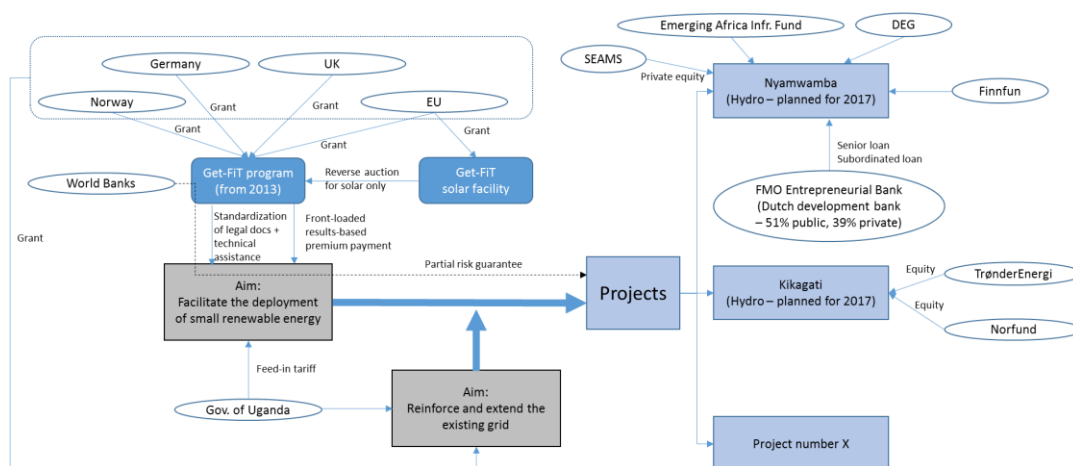 Emerging Africa Infr. Fund
DEG
SEAMS
Private equity
Nyamwamba
(Hydro – planned for 2017)
Finnfun
Germany
UK
Norway
EU
Grant
Grant
Grant
Grant
Grant
Senior loan
Subordinated loan
World Banks
Get-FiT program
(from 2013)
Reverse auction
for solar only
Get-FiT
solar facility
FMO Entrepreneurial Bank
(Dutch development bank
– 51% public, 39% private)
Standardization
of legal docs +
technical
assistance
Front-loaded
results-based
premium payment
Grant
Partial risk guarantee
Aim:
Facilitate the deployment
of small renewable energy
Projects
Kikagati
(Hydro – planned for 2017)
Equity
TrønderEnergi
Equity
Norfund
Feed-in tariff
Gov. of Uganda
Aim:
Reinforce and extend the
existing grid
Project number X